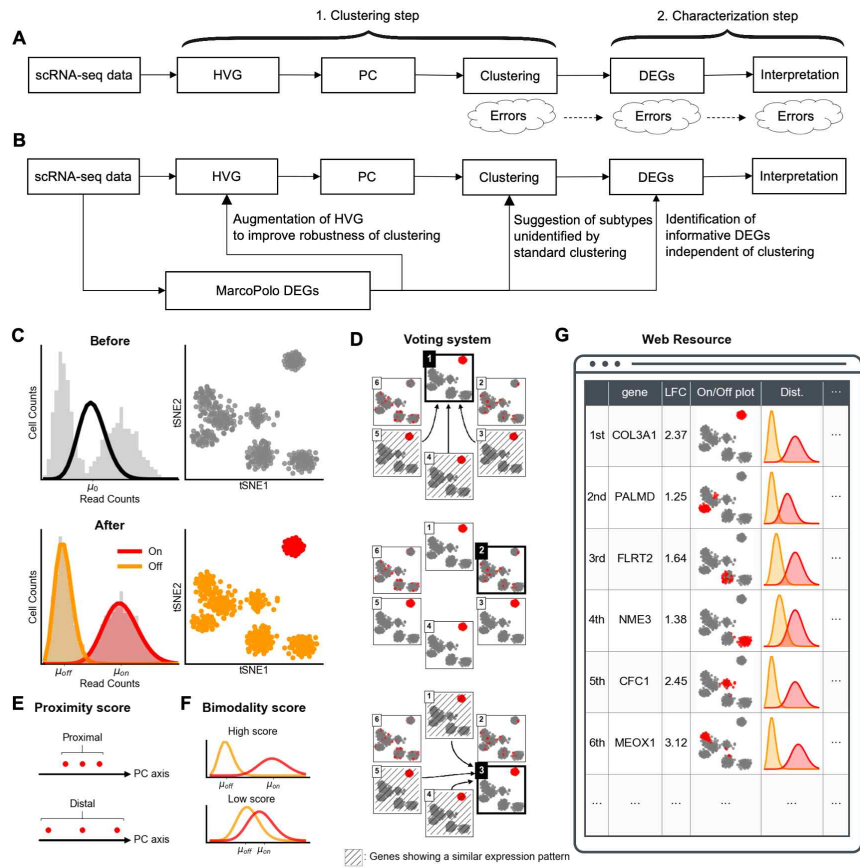 1. Clustering step
2. Characterization step
A
scRNA-seq data
HVG
PC
Clustering
DEGs
Interpretation
Errors
Errors
Errors
B
scRNA-seq data
HVG
PC
Clustering
DEGs
Interpretation
Augmentation of HVG
to improve robustness of clustering
Suggestion of subtypes
unidentified by
standard clustering
Identification of
informative DEGs
independent of clustering
MarcoPolo DEGs
C
Before
Cell Counts
μ0
Read Counts
tSNE2
tSNE1
After
On
Off
Cell Counts
μoff
μon
Read Counts
tSNE2
tSNE1
D
Voting system
1
6
2
5
3
4
1
6
2
5
3
4
1
6
2
5
3
4
: Genes showing a similar expression pattern
E
Proximity score
Proximal
PC axis
Distal
PC axis
F
Bimodality score
High score
μoff
μon
Low score
μoff
μon
G
Web Resource
gene LFC On/Off plot Dist. ...
1st COL3A1 2.37 ...
2nd PALMD 1.25 ...
3rd FLRT2 1.64 ...
4th NME3 1.38 ...
5th CFC1 2.45 ...
6th MEOX1 3.12 ...
... ... ... ... ...